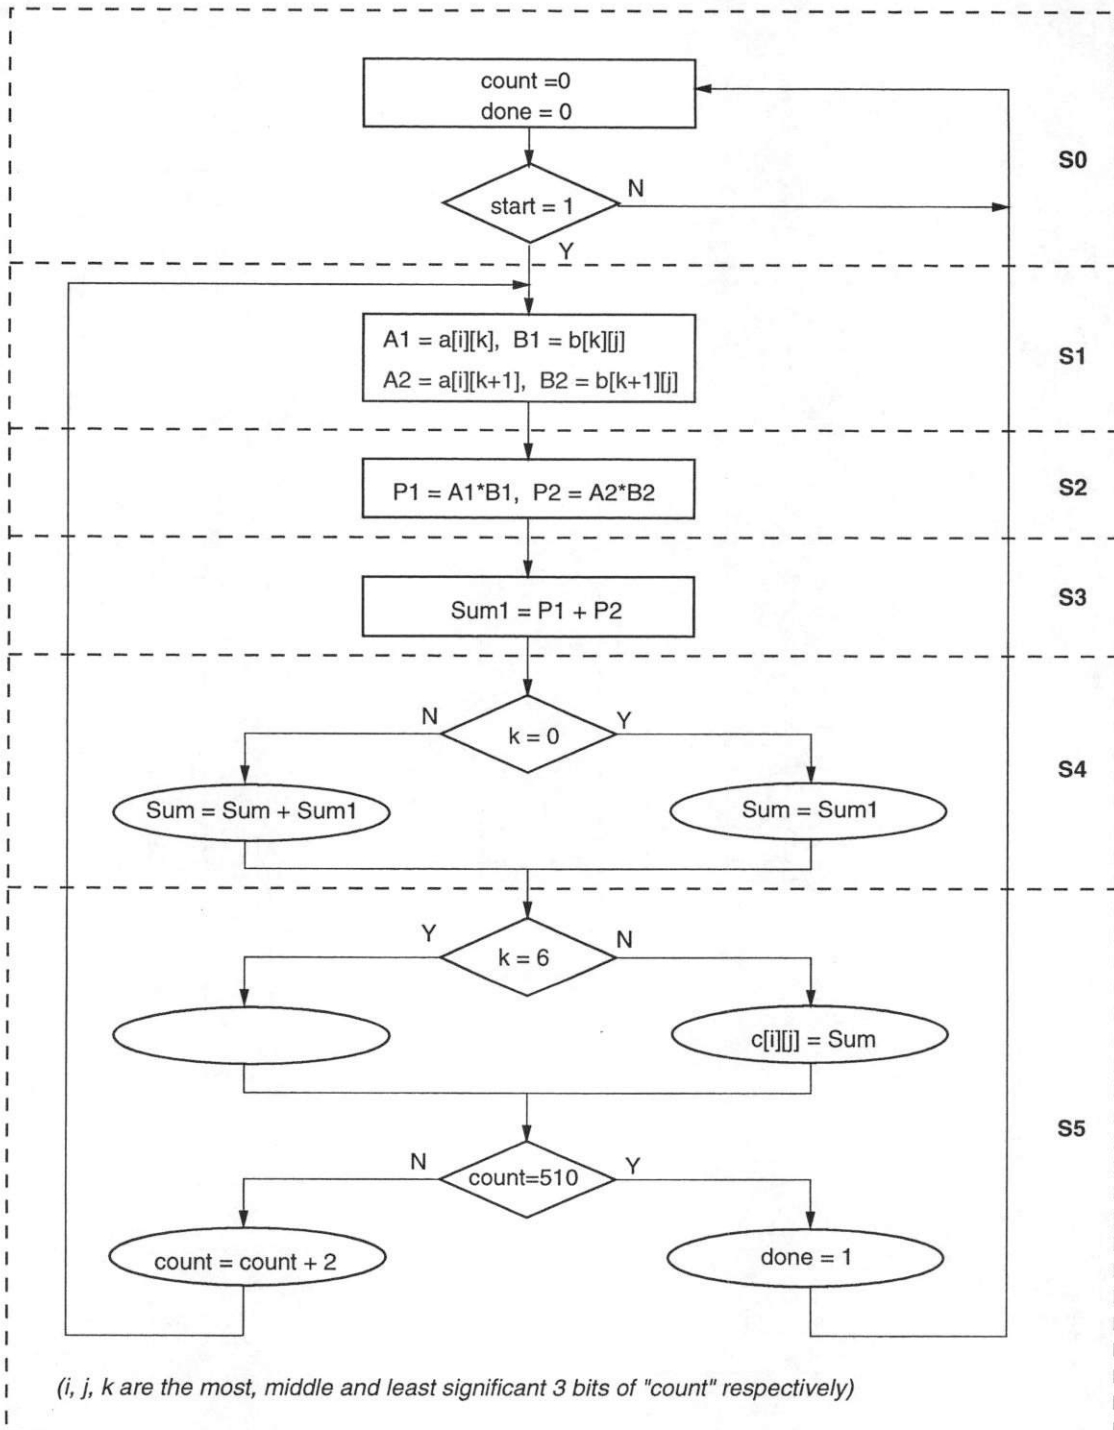 count =0
done = 0
S0
start = 1
N
Y
A1 = a[i][k], B1 = b[k][j]
A2 = a[i][k+1], B2 = b[k+1][j]
S1
P1 = A1*B1, P2 = A2*B2
S2
Sum1 = P1 + P2
S3
N
k = 0
Y
S4
Sum = Sum + Sum1
Sum = Sum1
Y
k = 6
N
c[i][j] = Sum
S5
N
count=510
Y
count = count + 2
done = 1
(i, j, k are the most, middle and least significant 3 bits of "count" respectively)